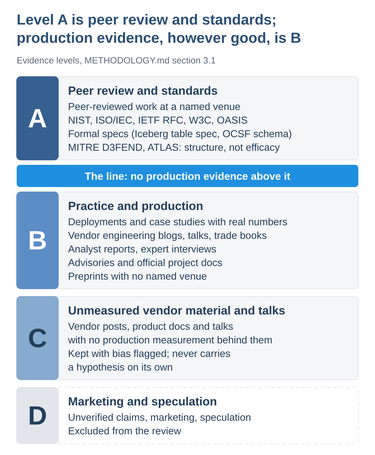 Level A is peer review and standards;
production evidence, however good, is B
Evidence levels, METHODOLOGY.md section 3.1
A
Peer review and standards
Peer-reviewed work at a named venue
NIST, ISO/IEC, IETF RFC, W3C, OASIS
Formal specs (Iceberg table spec, OCSF schema)
MITRE D3FEND, ATLAS: structure, not efficacy
The line: no production evidence above it
B
Practice and production
Deployments and case studies with real numbers
Vendor engineering blogs, talks, trade books
Analyst reports, expert interviews
Advisories and official project docs
Preprints with no named venue
C
Unmeasured vendor material and talks
Vendor posts, product docs and talks
with no production measurement behind them
Kept with bias flagged; never carries
a hypothesis on its own
D
Marketing and speculation
Unverified claims, marketing, speculation
Excluded from the review